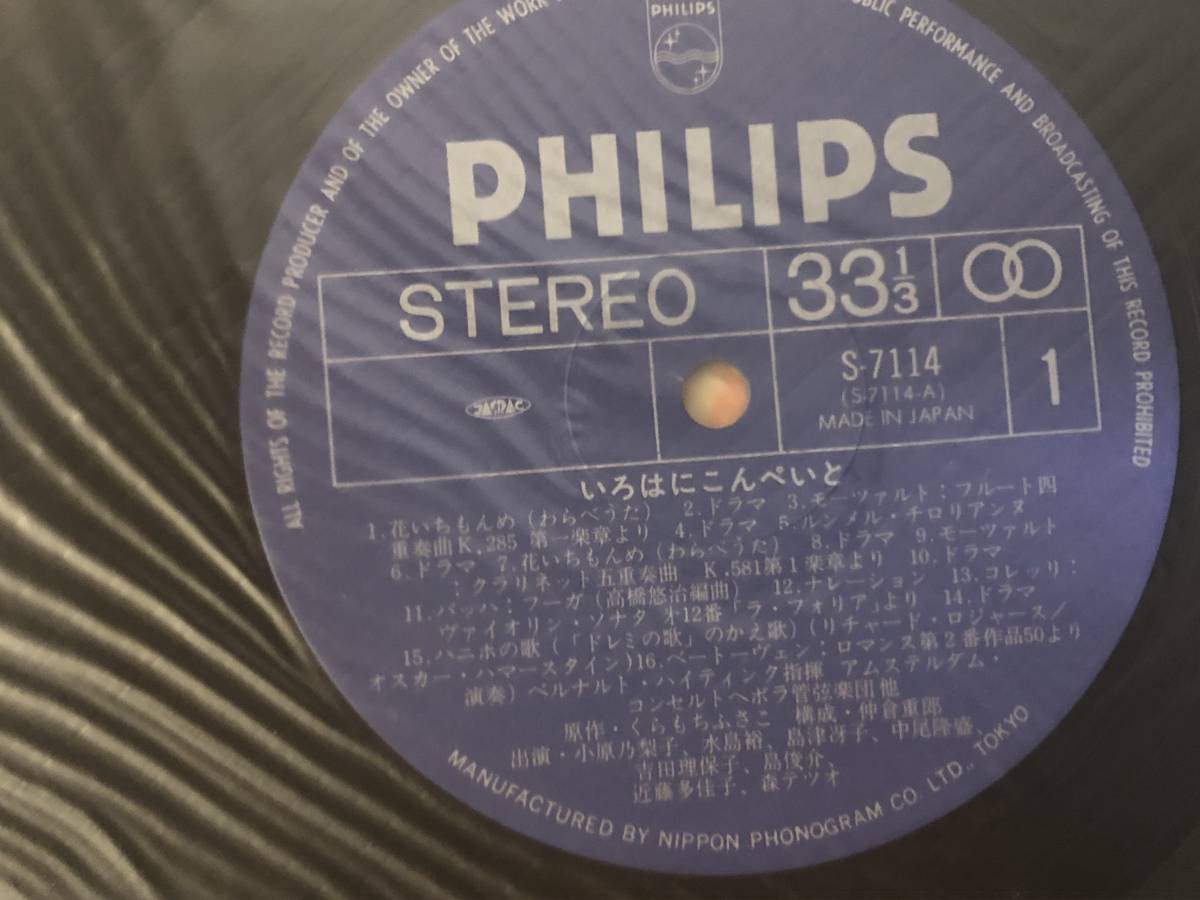 ALL RIGHTS OF THE RECORD PRODUCER AND OF THE OWNER OF THE WORK
PUBLIC PERFORMANCE AND BROADCASTING OF THIS RECORD PROHIBITED
PHILIPS
PHILIPS
STEREO
33 1/3
JASRAC
S-7114
(S-7114-A)
MADE IN JAPAN
1
いろはにこんぺいと
1. 花いちもんめ (わらべうた) 2. ドラマ 3. モーツァルト：フルート四
重奏曲K.285 第一楽章より 4. ドラマ 5. ルンメル・チロリアンヌ
6. ドラマ 7. 花いちもんめ (わらべうた) 8. ドラマ 9. モーツァルト
：クラリネット五重奏曲 K.581第1楽章より 10. ドラマ
11. バッハ：フーガ (高橋悠治編曲) 12. ナレーション 13. コレッリ：
ヴァイオリン・ソナタ オ12番「ラ・フォリア」より 14. ドラマ
15. ハニホの歌 (「ドレミの歌」のかえ歌) (リチャード・ロジャース／
オスカー・ハマースタイン) 16. ベートーヴェン：ロマンス第2番作品50より
演奏) ベルナルト・ハイティンク指揮 アムステルダム・
コンセルトヘボウ管弦楽団 他
原作・くらもちふさこ 構成・仲倉重郎
出演・小原乃梨子、水島裕、島津冴子、中尾隆盛、
吉田理保子、島俊介、
近藤多佳子、森テツオ
MANUFACTURED BY NIPPON PHONOGRAM CO. LTD., TOKYO